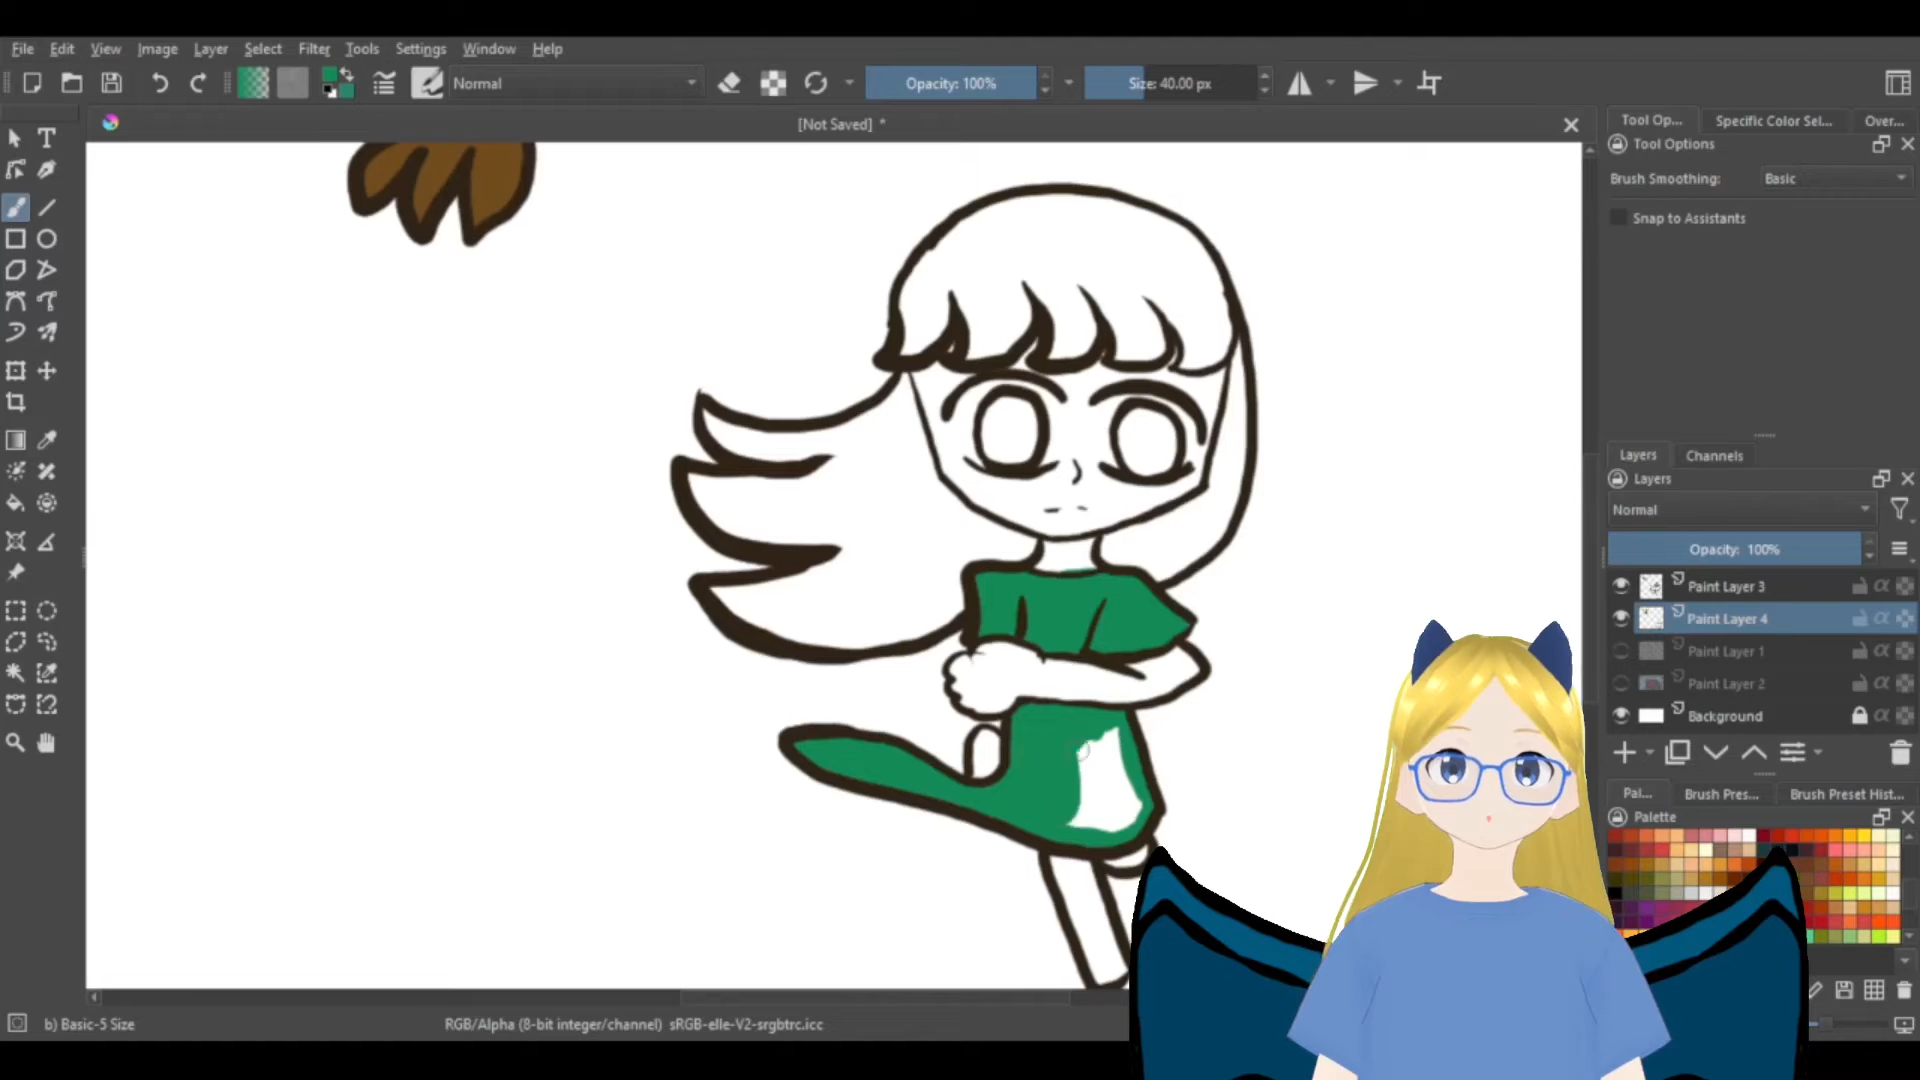 File Edit View Image Layer Select Filter Tools Settings Window Help
Normal
Opacity: 100%
Size: 40.00 px
[Not Saved] *
Tool Op... Specific Color Sel... Over...
Tool Options
Brush Smoothing: Basic
Snap to Assistants
Layers Channels
Layers
Normal
Opacity: 100%
Paint Layer 3
Paint Layer 4
Paint Layer 1
Paint Layer 2
Background
Pal... Brush Pres... Brush Preset Hist...
Palette
b) Basic-5 Size
RGB/Alpha (8-bit integer/channel) sRGB-elle-V2-srgbtrc.icc